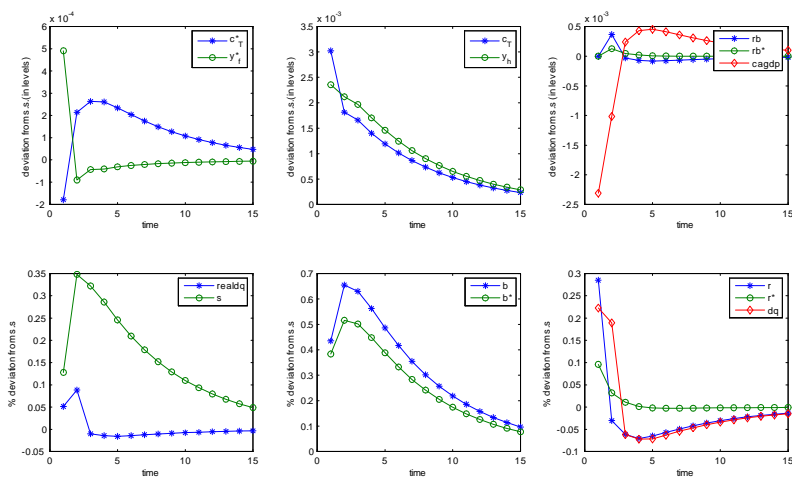 x 10⁻⁴
6
5
4
3
2
1
0
-1
-2
0
5
10
15
time
deviation from s.s.(in levels)
c*_T
y*_f
x 10⁻³
3.5
3
2.5
2
1.5
1
0.5
0
0
5
10
15
time
deviation from s.s.(in levels)
c_T
y_h
x 10⁻³
0.5
0
-0.5
-1
-1.5
-2
-2.5
0
5
10
15
time
deviation from s.s.(in levels)
rb
rb*
cagdp
0.35
0.3
0.25
0.2
0.15
0.1
0.05
0
-0.05
0
5
10
15
time
% deviation from s.s
realdq
s
0.7
0.6
0.5
0.4
0.3
0.2
0.1
0
0
5
10
15
time
% deviation from s.s
b
b*
0.3
0.25
0.2
0.15
0.1
0.05
0
-0.05
-0.1
0
5
10
15
time
% deviation from s.s
r
r*
dq